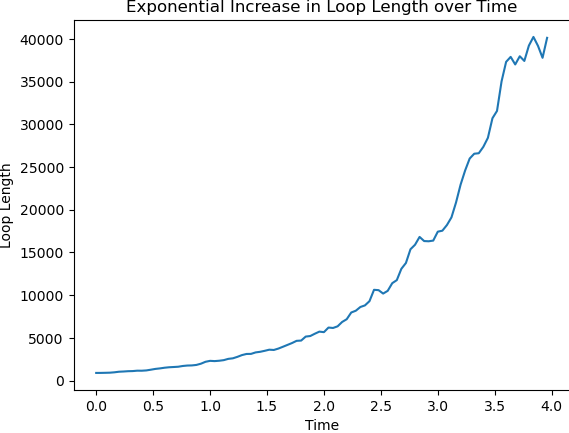 Exponential Increase in Loop Length over Time
40000
35000
30000
25000
20000
15000
10000
5000
0
Loop Length
0.0 0.5 1.0 1.5 2.0 2.5 3.0 3.5 4.0
Time